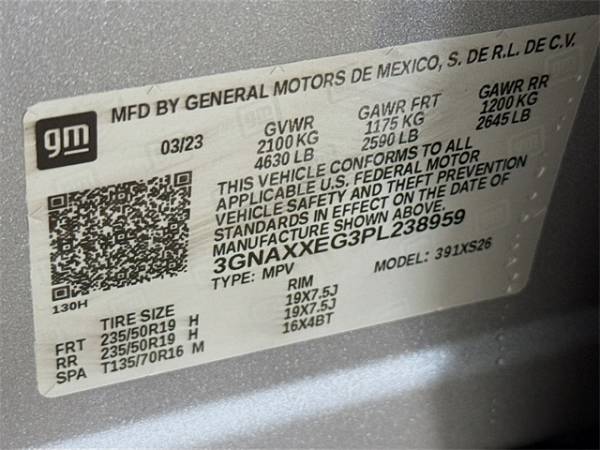 gm
MFD BY GENERAL MOTORS DE MEXICO, S. DE R.L. DE C.V.
03/23 GVWR GAWR FRT GAWR RR
2100 KG 1175 KG 1200 KG
4630 LB 2590 LB 2645 LB
THIS VEHICLE CONFORMS TO ALL
APPLICABLE U.S. FEDERAL MOTOR
VEHICLE SAFETY AND THEFT PREVENTION
STANDARDS IN EFFECT ON THE DATE OF
MANUFACTURE SHOWN ABOVE.
3GNAXXEG3PL238959
TYPE: MPV MODEL: 391XS26
130H
TIRE SIZE RIM
FRT 235/50R19 H 19X7.5J
RR 235/50R19 H 19X7.5J
SPA T135/70R16 M 16X4BT